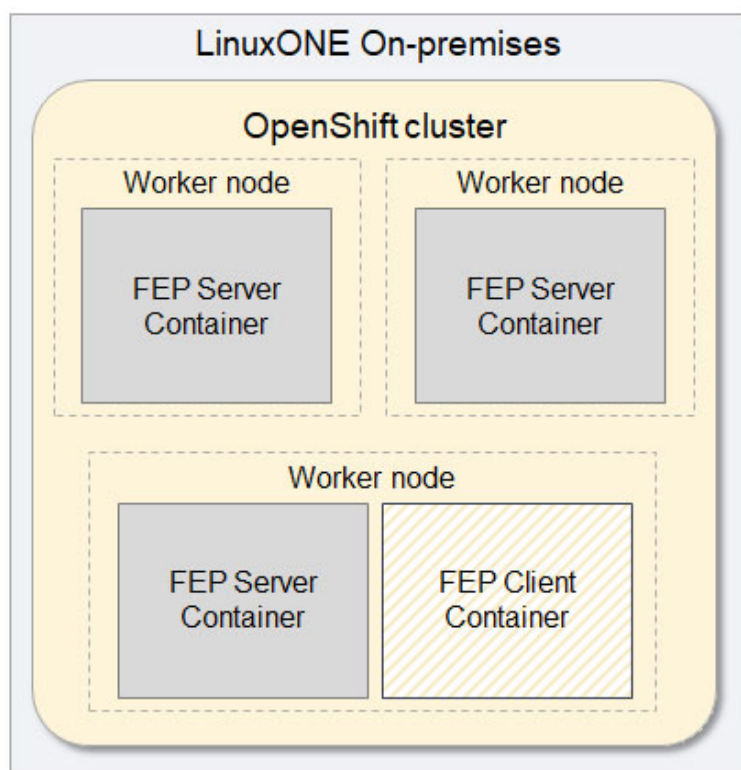 LinuxONE On-premises
OpenShift cluster
Worker node
FEP Server
Container
Worker node
FEP Server
Container
Worker node
FEP Server
Container
FEP Client
Container